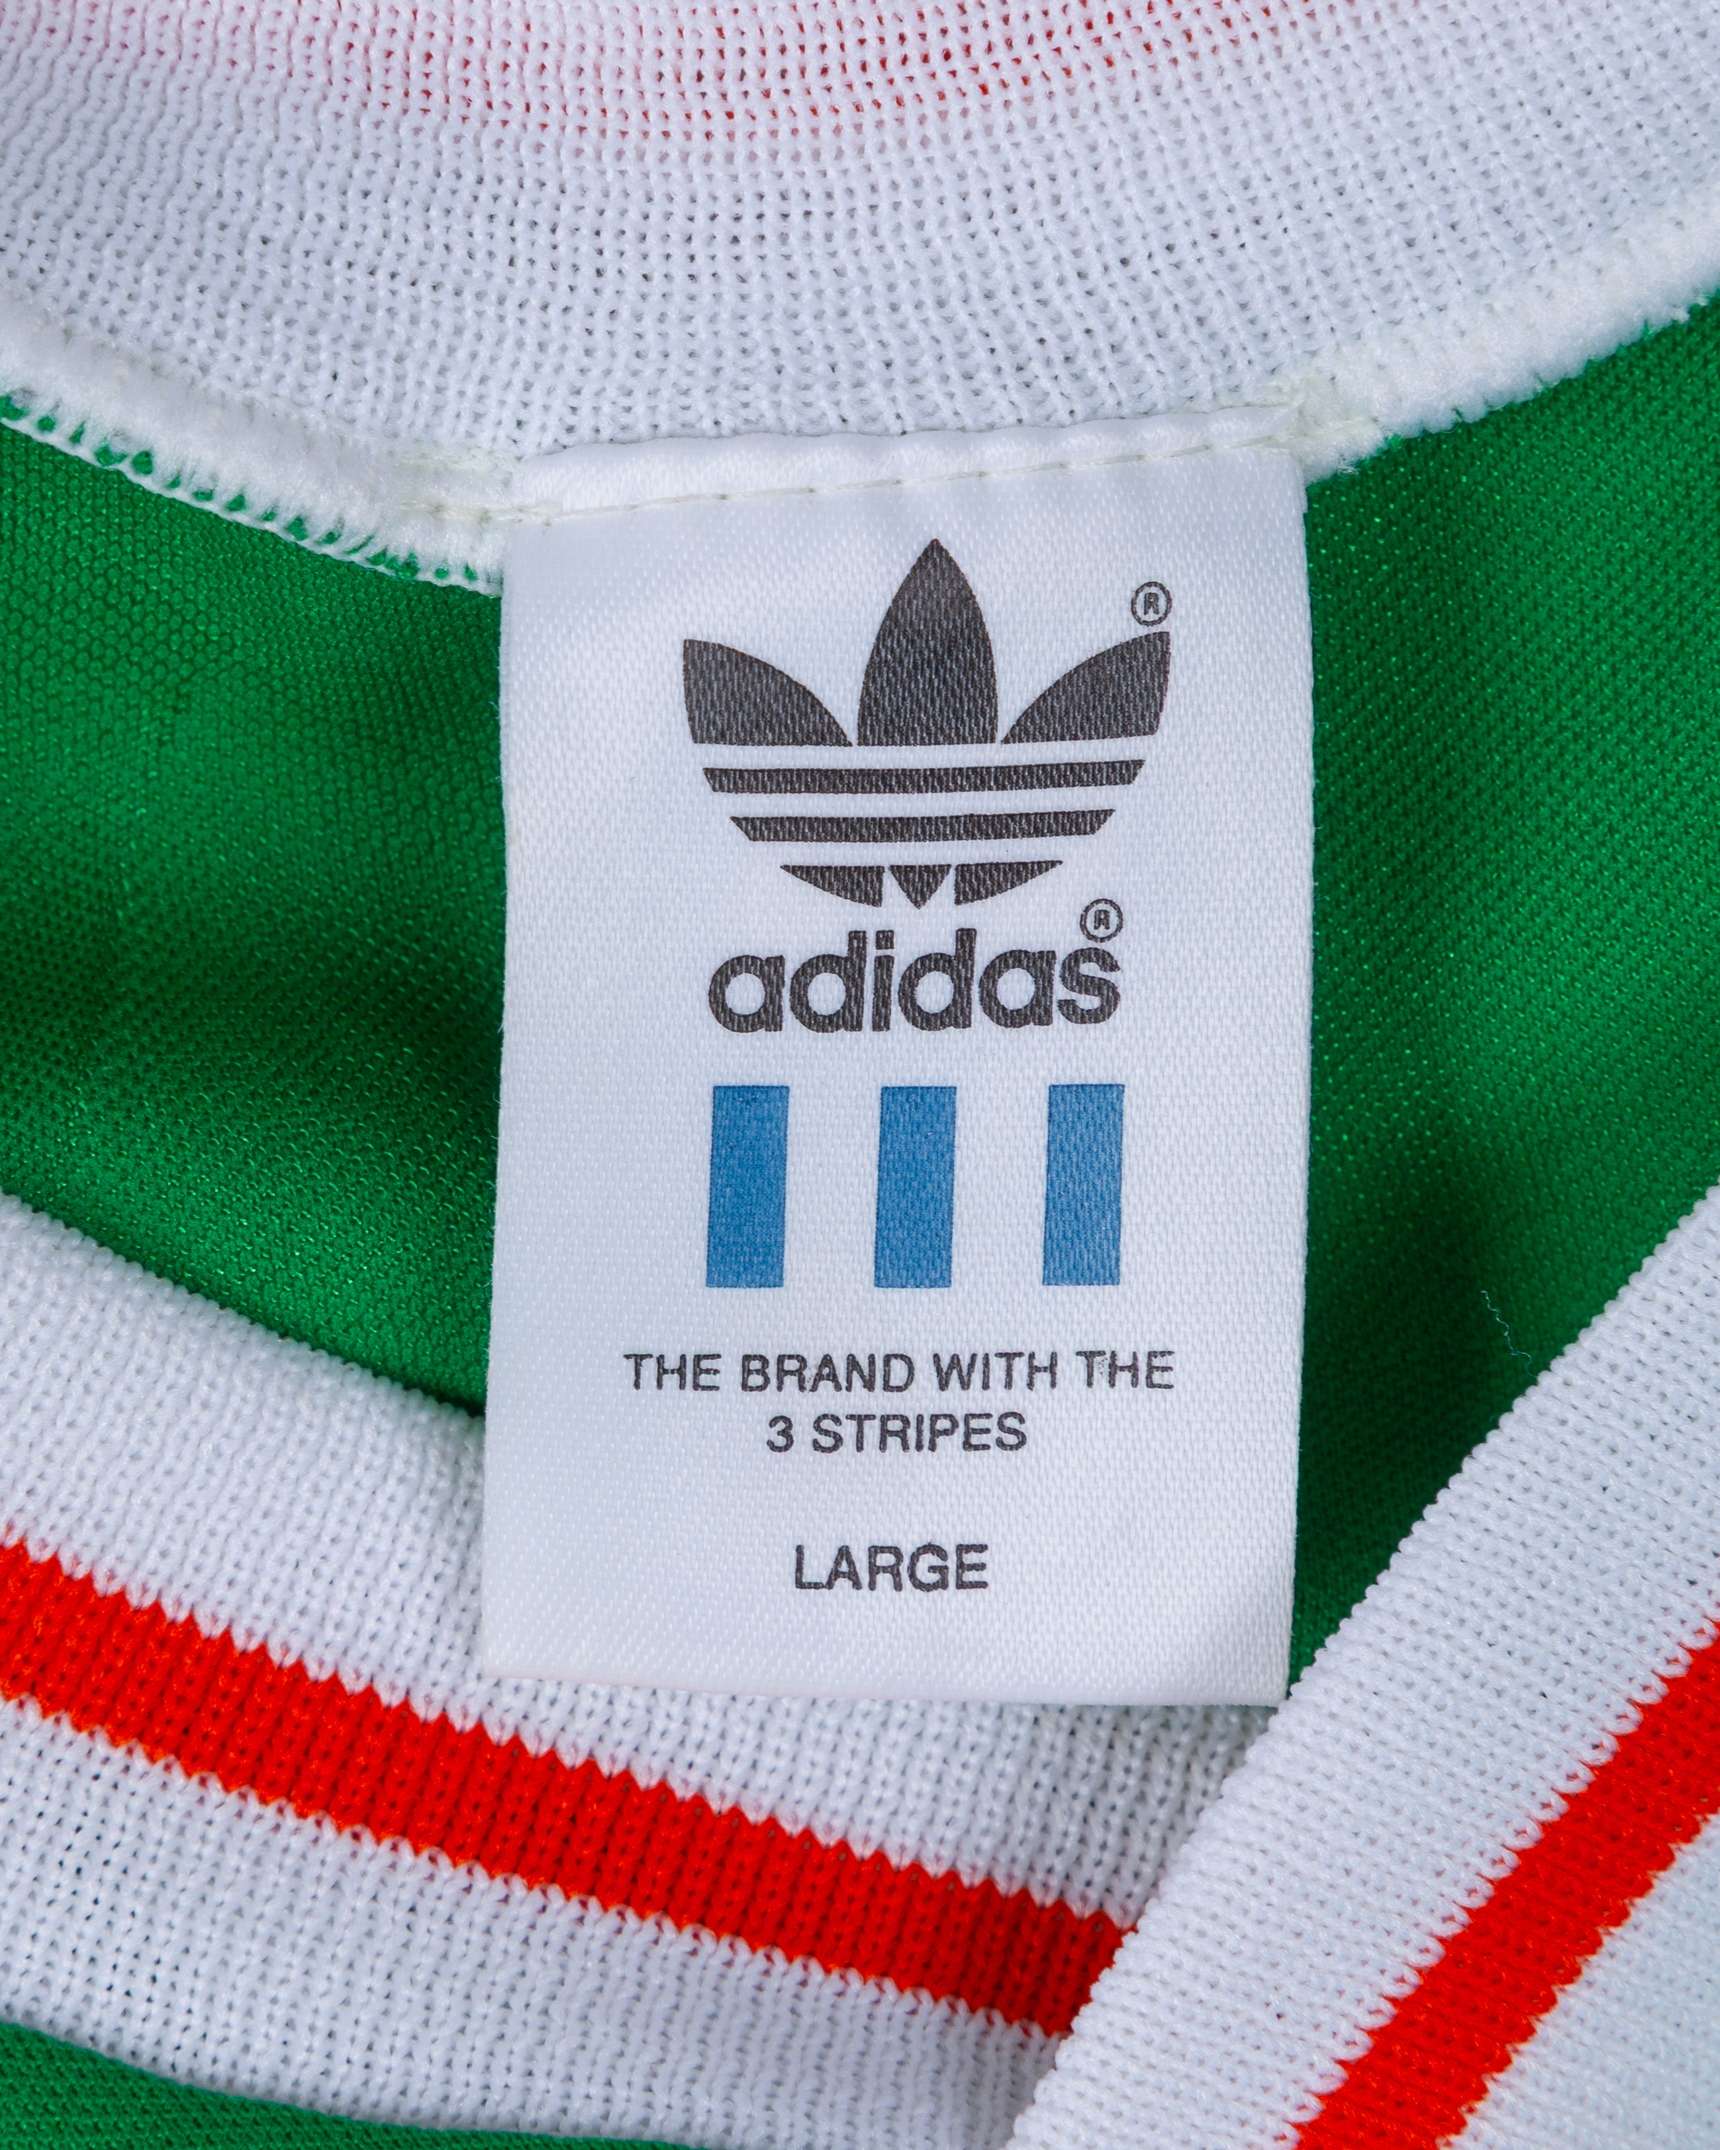 ®
adidas®
THE BRAND WITH THE
3 STRIPES
LARGE